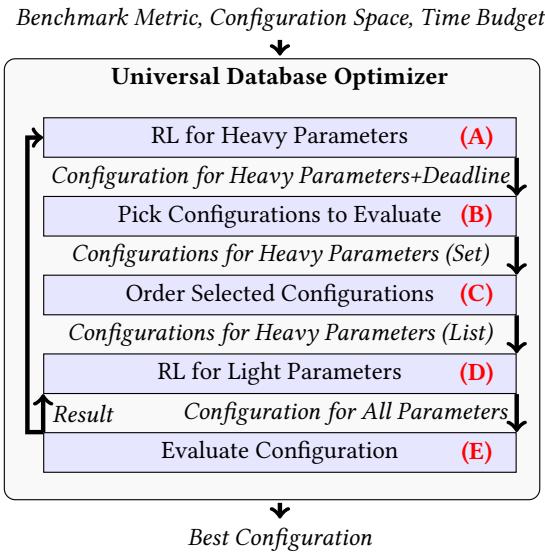 Benchmark Metric, Configuration Space, Time Budget
Universal Database Optimizer
RL for Heavy Parameters (A)
Configuration for Heavy Parameters+Deadline
Pick Configurations to Evaluate (B)
Configurations for Heavy Parameters (Set)
Order Selected Configurations (C)
Configurations for Heavy Parameters (List)
RL for Light Parameters (D)
Result Configuration for All Parameters
Evaluate Configuration (E)
Best Configuration